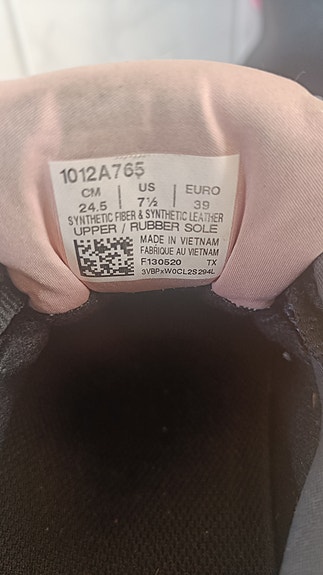 1012A765
CM | US | EURO
24.5 | 7½ | 39
SYNTHETIC FIBER & SYNTHETIC LEATHER
UPPER / RUBBER SOLE
MADE IN VIETNAM
FABRIQUE AU VIETNAM
F130520 TX
3VBPxW0CL2S294L